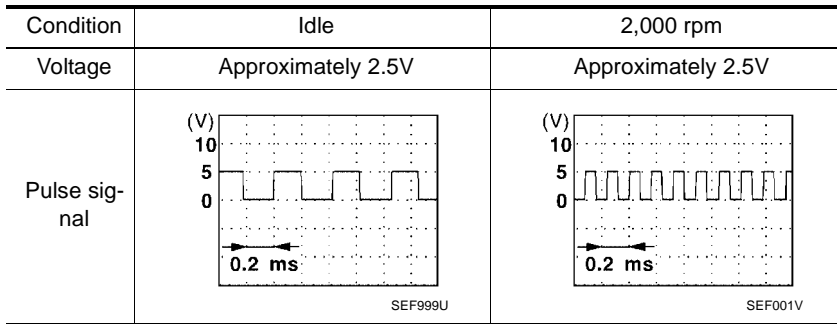 Condition Idle 2,000 rpm
Voltage Approximately 2.5V Approximately 2.5V
Pulse sig-
nal
(V)
10
5
0
0.2 ms
SEF999U
(V)
10
5
0
0.2 ms
SEF001V